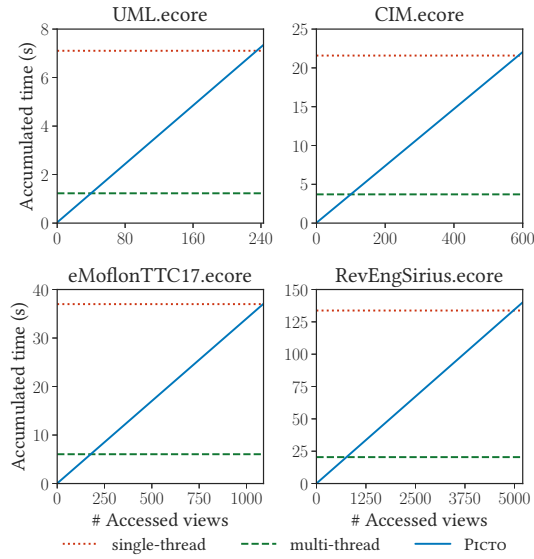 UML.ecore
CIM.ecore
Accumulated time (s)
8
6
4
2
0
0 80 160 240
25
20
15
10
5
0
0 200 400 600
eMoflonTTC17.ecore
RevEngSirius.ecore
Accumulated time (s)
40
30
20
10
0
0 250 500 750 1000
# Accessed views
150
125
100
75
50
25
0
0 1250 2500 3750 5000
# Accessed views
single-thread multi-thread PICTO